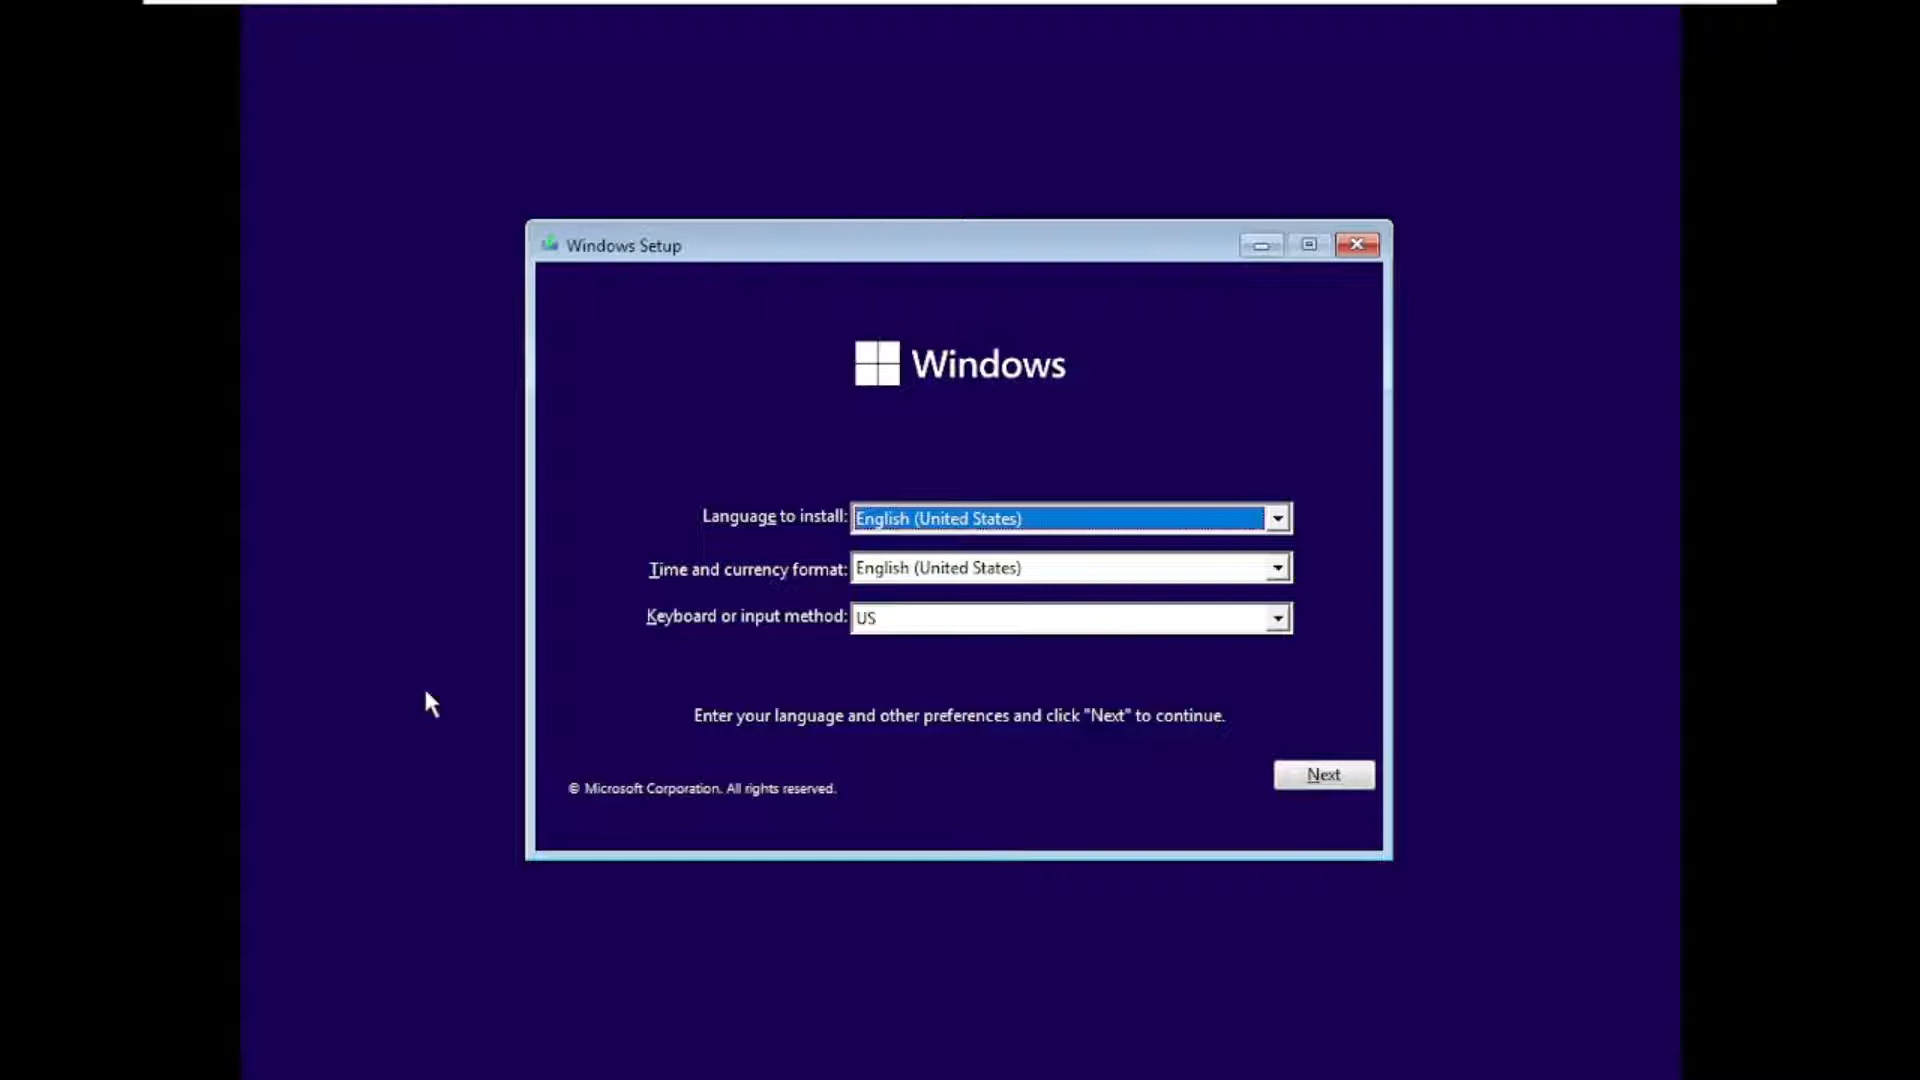 Windows Setup
Windows
Language to install: English (United States)
Time and currency format: English (United States)
Keyboard or input method: US
Enter your language and other preferences and click "Next" to continue.
Next
© Microsoft Corporation. All rights reserved.